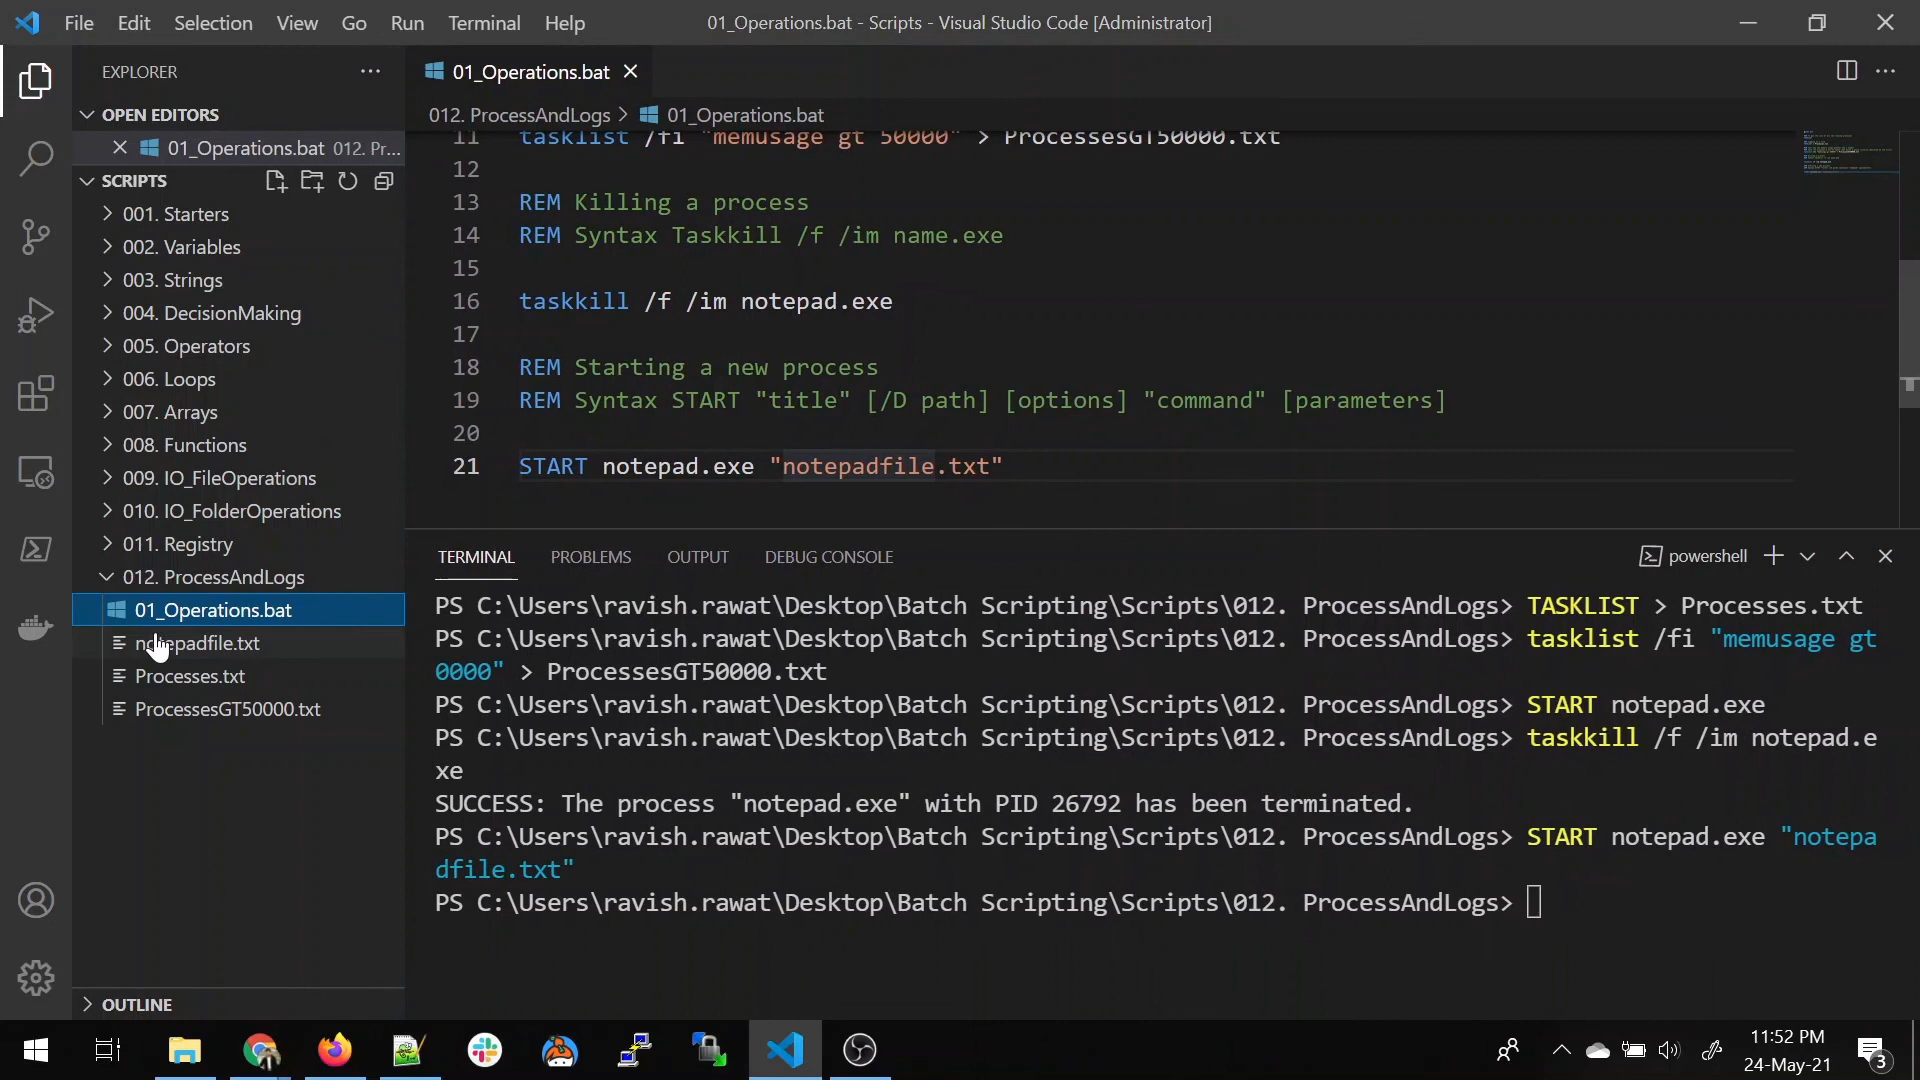 File Edit Selection View Go Run Terminal Help
01_Operations.bat - Scripts - Visual Studio Code [Administrator]
EXPLORER
OPEN EDITORS
01_Operations.bat 012. Pr...
SCRIPTS
001. Starters
002. Variables
003. Strings
004. DecisionMaking
005. Operators
006. Loops
007. Arrays
008. Functions
009. IO_FileOperations
010. IO_FolderOperations
011. Registry
012. ProcessAndLogs
01_Operations.bat
notepadfile.txt
Processes.txt
ProcessesGT50000.txt
OUTLINE
01_Operations.bat
012. ProcessAndLogs > 01_Operations.bat
11 tasklist /fi "memusage gt 50000" > ProcessesGT50000.txt
12
13 REM Killing a process
14 REM Syntax Taskkill /f /im name.exe
15
16 taskkill /f /im notepad.exe
17
18 REM Starting a new process
19 REM Syntax START "title" [/D path] [options] "command" [parameters]
20
21 START notepad.exe "notepadfile.txt"
TERMINAL PROBLEMS OUTPUT DEBUG CONSOLE
powershell
PS C:\Users\ravish.rawat\Desktop\Batch Scripting\Scripts\012. ProcessAndLogs> TASKLIST > Processes.txt
PS C:\Users\ravish.rawat\Desktop\Batch Scripting\Scripts\012. ProcessAndLogs> tasklist /fi "memusage gt
0000" > ProcessesGT50000.txt
PS C:\Users\ravish.rawat\Desktop\Batch Scripting\Scripts\012. ProcessAndLogs> START notepad.exe
PS C:\Users\ravish.rawat\Desktop\Batch Scripting\Scripts\012. ProcessAndLogs> taskkill /f /im notepad.e
xe
SUCCESS: The process "notepad.exe" with PID 26792 has been terminated.
PS C:\Users\ravish.rawat\Desktop\Batch Scripting\Scripts\012. ProcessAndLogs> START notepad.exe "notepa
dfile.txt"
PS C:\Users\ravish.rawat\Desktop\Batch Scripting\Scripts\012. ProcessAndLogs>
11:52 PM
24-May-21
3